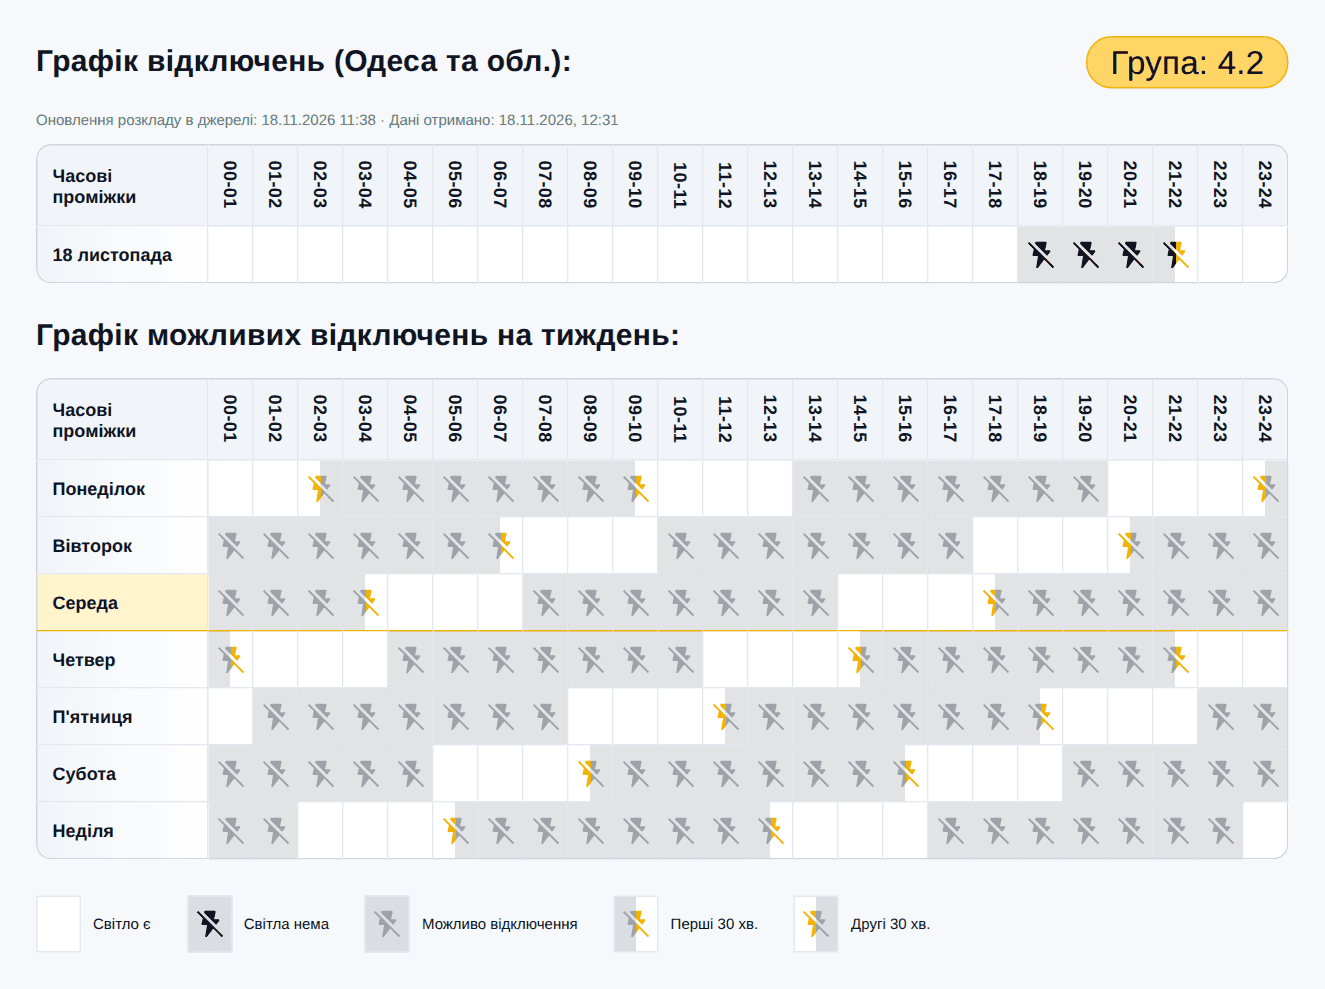 Графік відключень (Одеса та обл.):
Група: 4.2
Оновлення розкладу в джерелі: 18.11.2026 11:38 · Дані отримано: 18.11.2026, 12:31
Часові
проміжки
00-01 01-02 02-03 03-04 04-05 05-06 06-07 07-08 08-09 09-10 10-11 11-12 12-13 13-14 14-15 15-16 16-17 17-18 18-19 19-20 20-21 21-22 22-23 23-24
18 листопада
Графік можливих відключень на тиждень:
Часові
проміжки
00-01 01-02 02-03 03-04 04-05 05-06 06-07 07-08 08-09 09-10 10-11 11-12 12-13 13-14 14-15 15-16 16-17 17-18 18-19 19-20 20-21 21-22 22-23 23-24
Понеділок
Вівторок
Середа
Четвер
П'ятниця
Субота
Неділя
Світло є
Світла нема
Можливо відключення
Перші 30 хв.
Другі 30 хв.